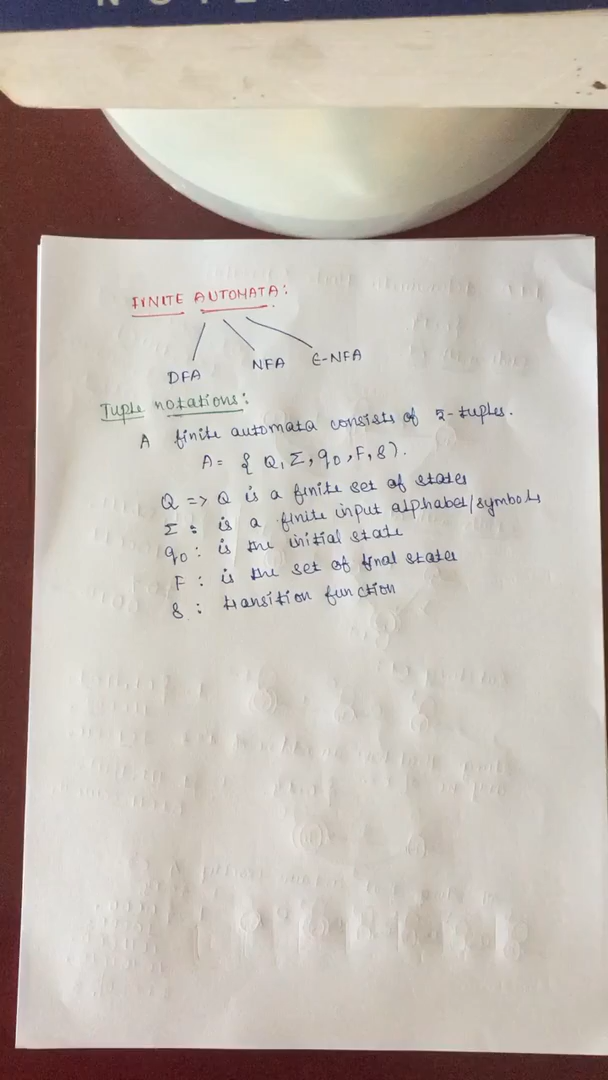 FINITE AUTOMATA:
DFA NFA Є-NFA
Tuple notations:
A finite automata consists of 5-tuples.
A= { Q, Σ, q0, F, δ).
Q => Q is a finite set of states
Σ : is a finite input alphabet/symbols
q0 : is the initial state
F : is the set of final states
δ : transition function